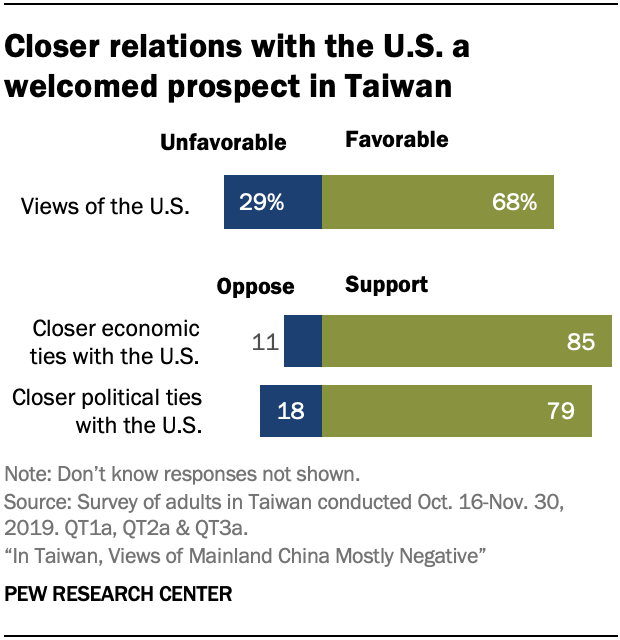 Closer relations with the U.S. a
welcomed prospect in Taiwan
Unfavorable Favorable
Views of the U.S. 29% 68%
Oppose Support
Closer economic
ties with the U.S. 11 85
Closer political ties
with the U.S. 18 79
Note: Don’t know responses not shown.
Source: Survey of adults in Taiwan conducted Oct. 16-Nov. 30,
2019. QT1a, QT2a & QT3a.
“In Taiwan, Views of Mainland China Mostly Negative”
PEW RESEARCH CENTER